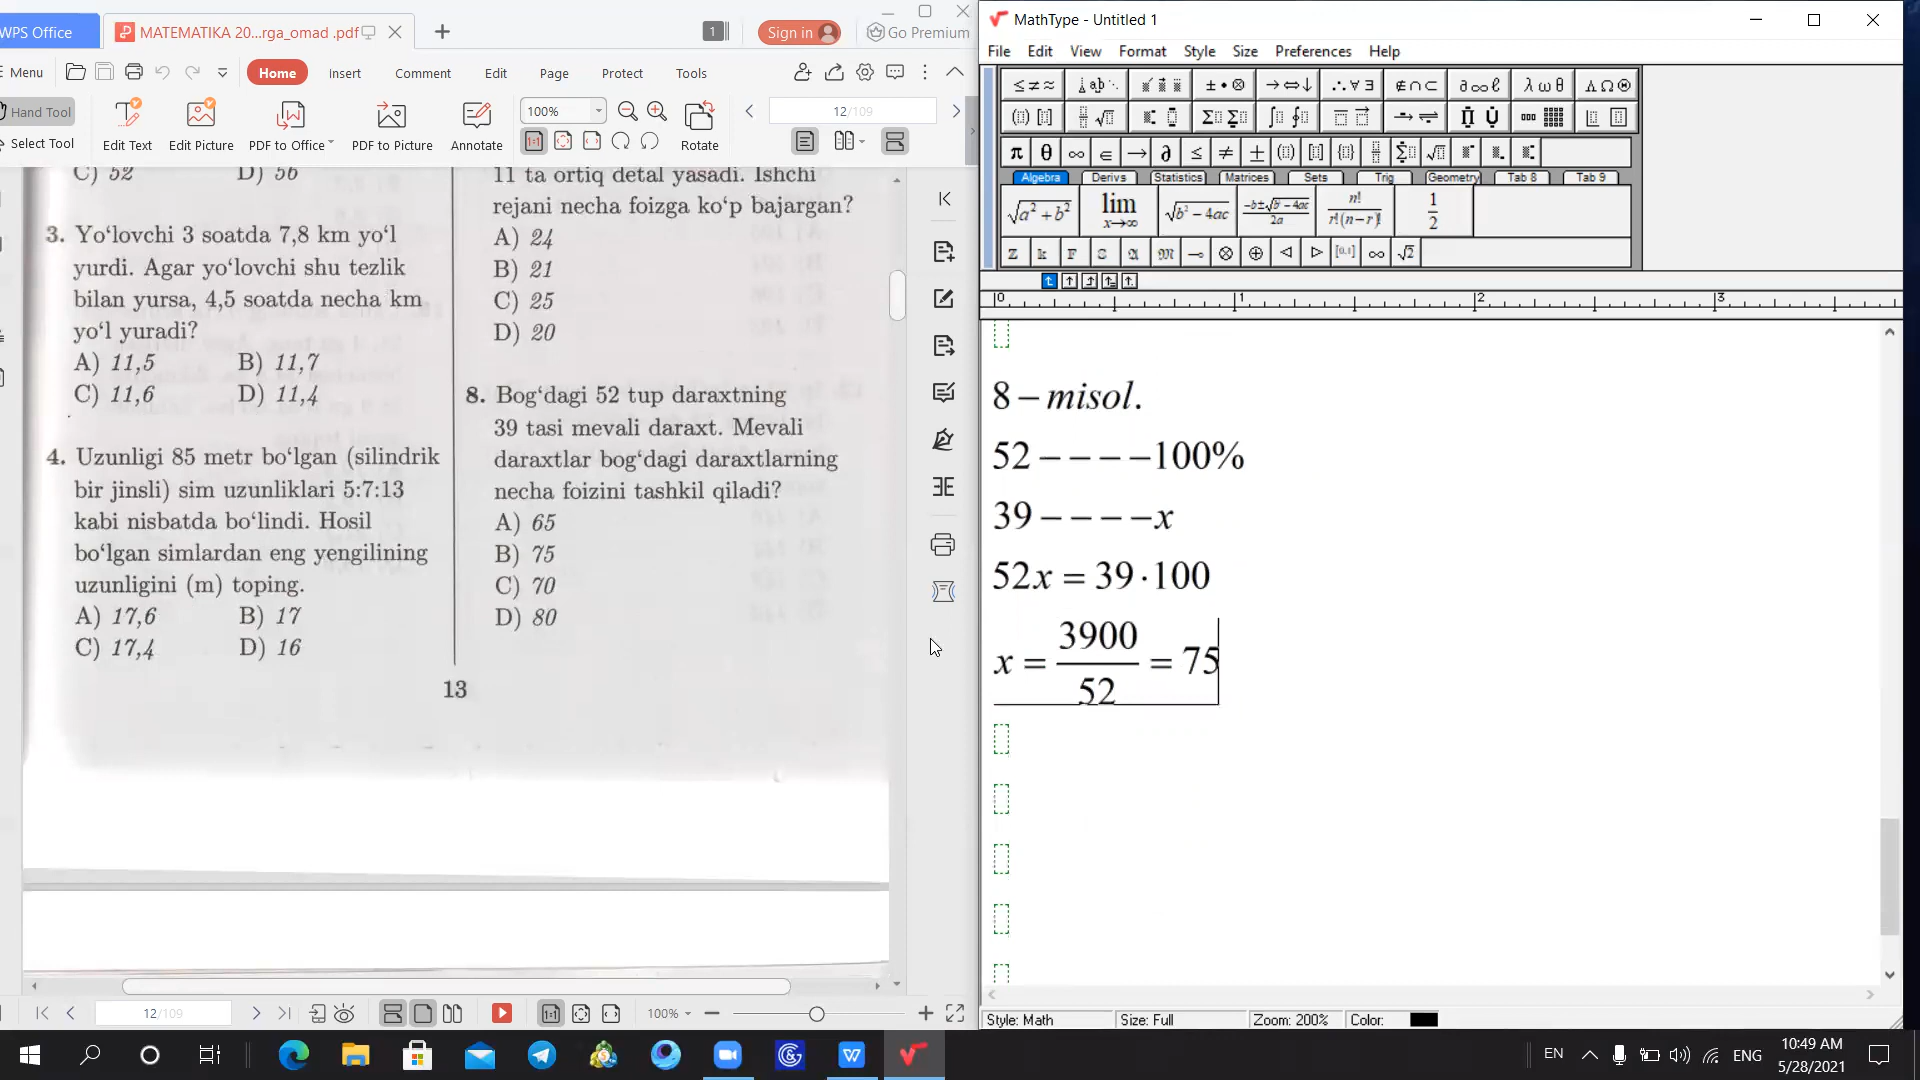 WPS Office
MATEMATIKA 20...rga_omad .pdf
1
Sign in
Go Premium
Menu
Home
Insert
Comment
Edit
Page
Protect
Tools
Hand Tool
Select Tool
Edit Text
Edit Picture
PDF to Office
PDF to Picture
Annotate
100%
12/109
Rotate
C) 52 D) 56
3. Yo‘lovchi 3 soatda 7,8 km yo‘l
yurdi. Agar yo‘lovchi shu tezlik
bilan yursa, 4,5 soatda necha km
yo‘l yuradi?
A) 11,5 B) 11,7
C) 11,6 D) 11,4
4. Uzunligi 85 metr bo‘lgan (silindrik
bir jinsli) sim uzunliklari 5:7:13
kabi nisbatda bo‘lindi. Hosil
bo‘lgan simlardan eng yengilining
uzunligini (m) toping.
A) 17,6 B) 17
C) 17,4 D) 16
11 ta ortiq detal yasadi. Ishchi
rejani necha foizga ko‘p bajargan?
A) 24
B) 21
C) 25
D) 20
8. Bog‘dagi 52 tup daraxtning
39 tasi mevali daraxt. Mevali
daraxtlar bog‘dagi daraxtlarning
necha foizini tashkil qiladi?
A) 65
B) 75
C) 70
D) 80
13
12/109
100%
MathType - Untitled 1
File Edit View Format Style Size Preferences Help
Algebra Derivs Statistics Matrices Sets Trig Geometry Tab 8 Tab 9
0 1 2 3
8 – misol.
52 – – – – 100%
39 – – – – x
52x = 39 · 100
x = 3900/52 = 75
Style: Math
Size: Full
Zoom: 200%
Color:
EN
ENG
10:49 AM
5/28/2021